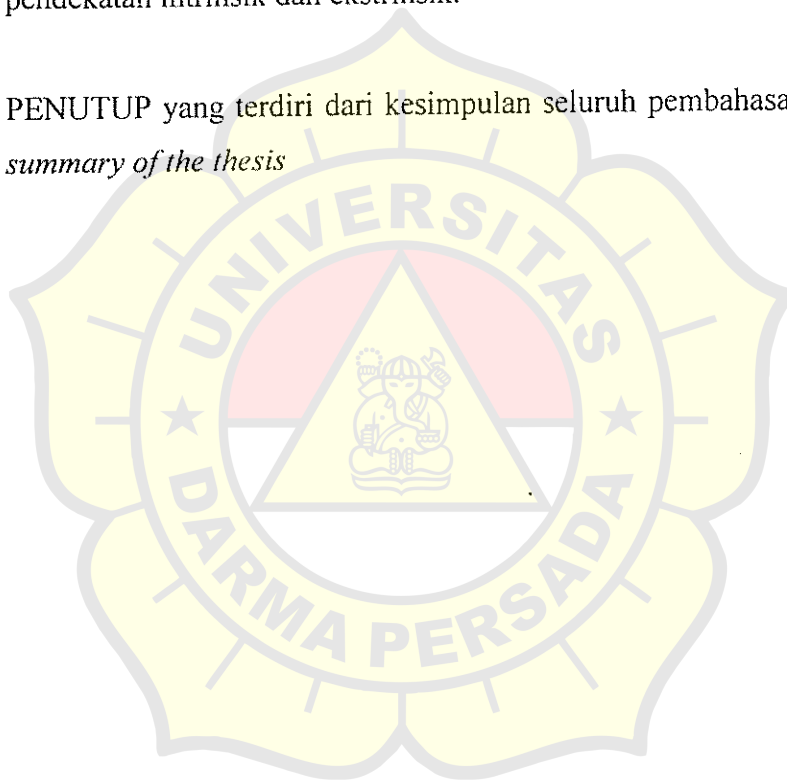 pendekatan intrinsik dan ekstrinsik.
PENUTUP yang terdiri dari kesimpulan seluruh pembahasa
summary of the thesis
UNIVERSITAS
DARMA PERSADA